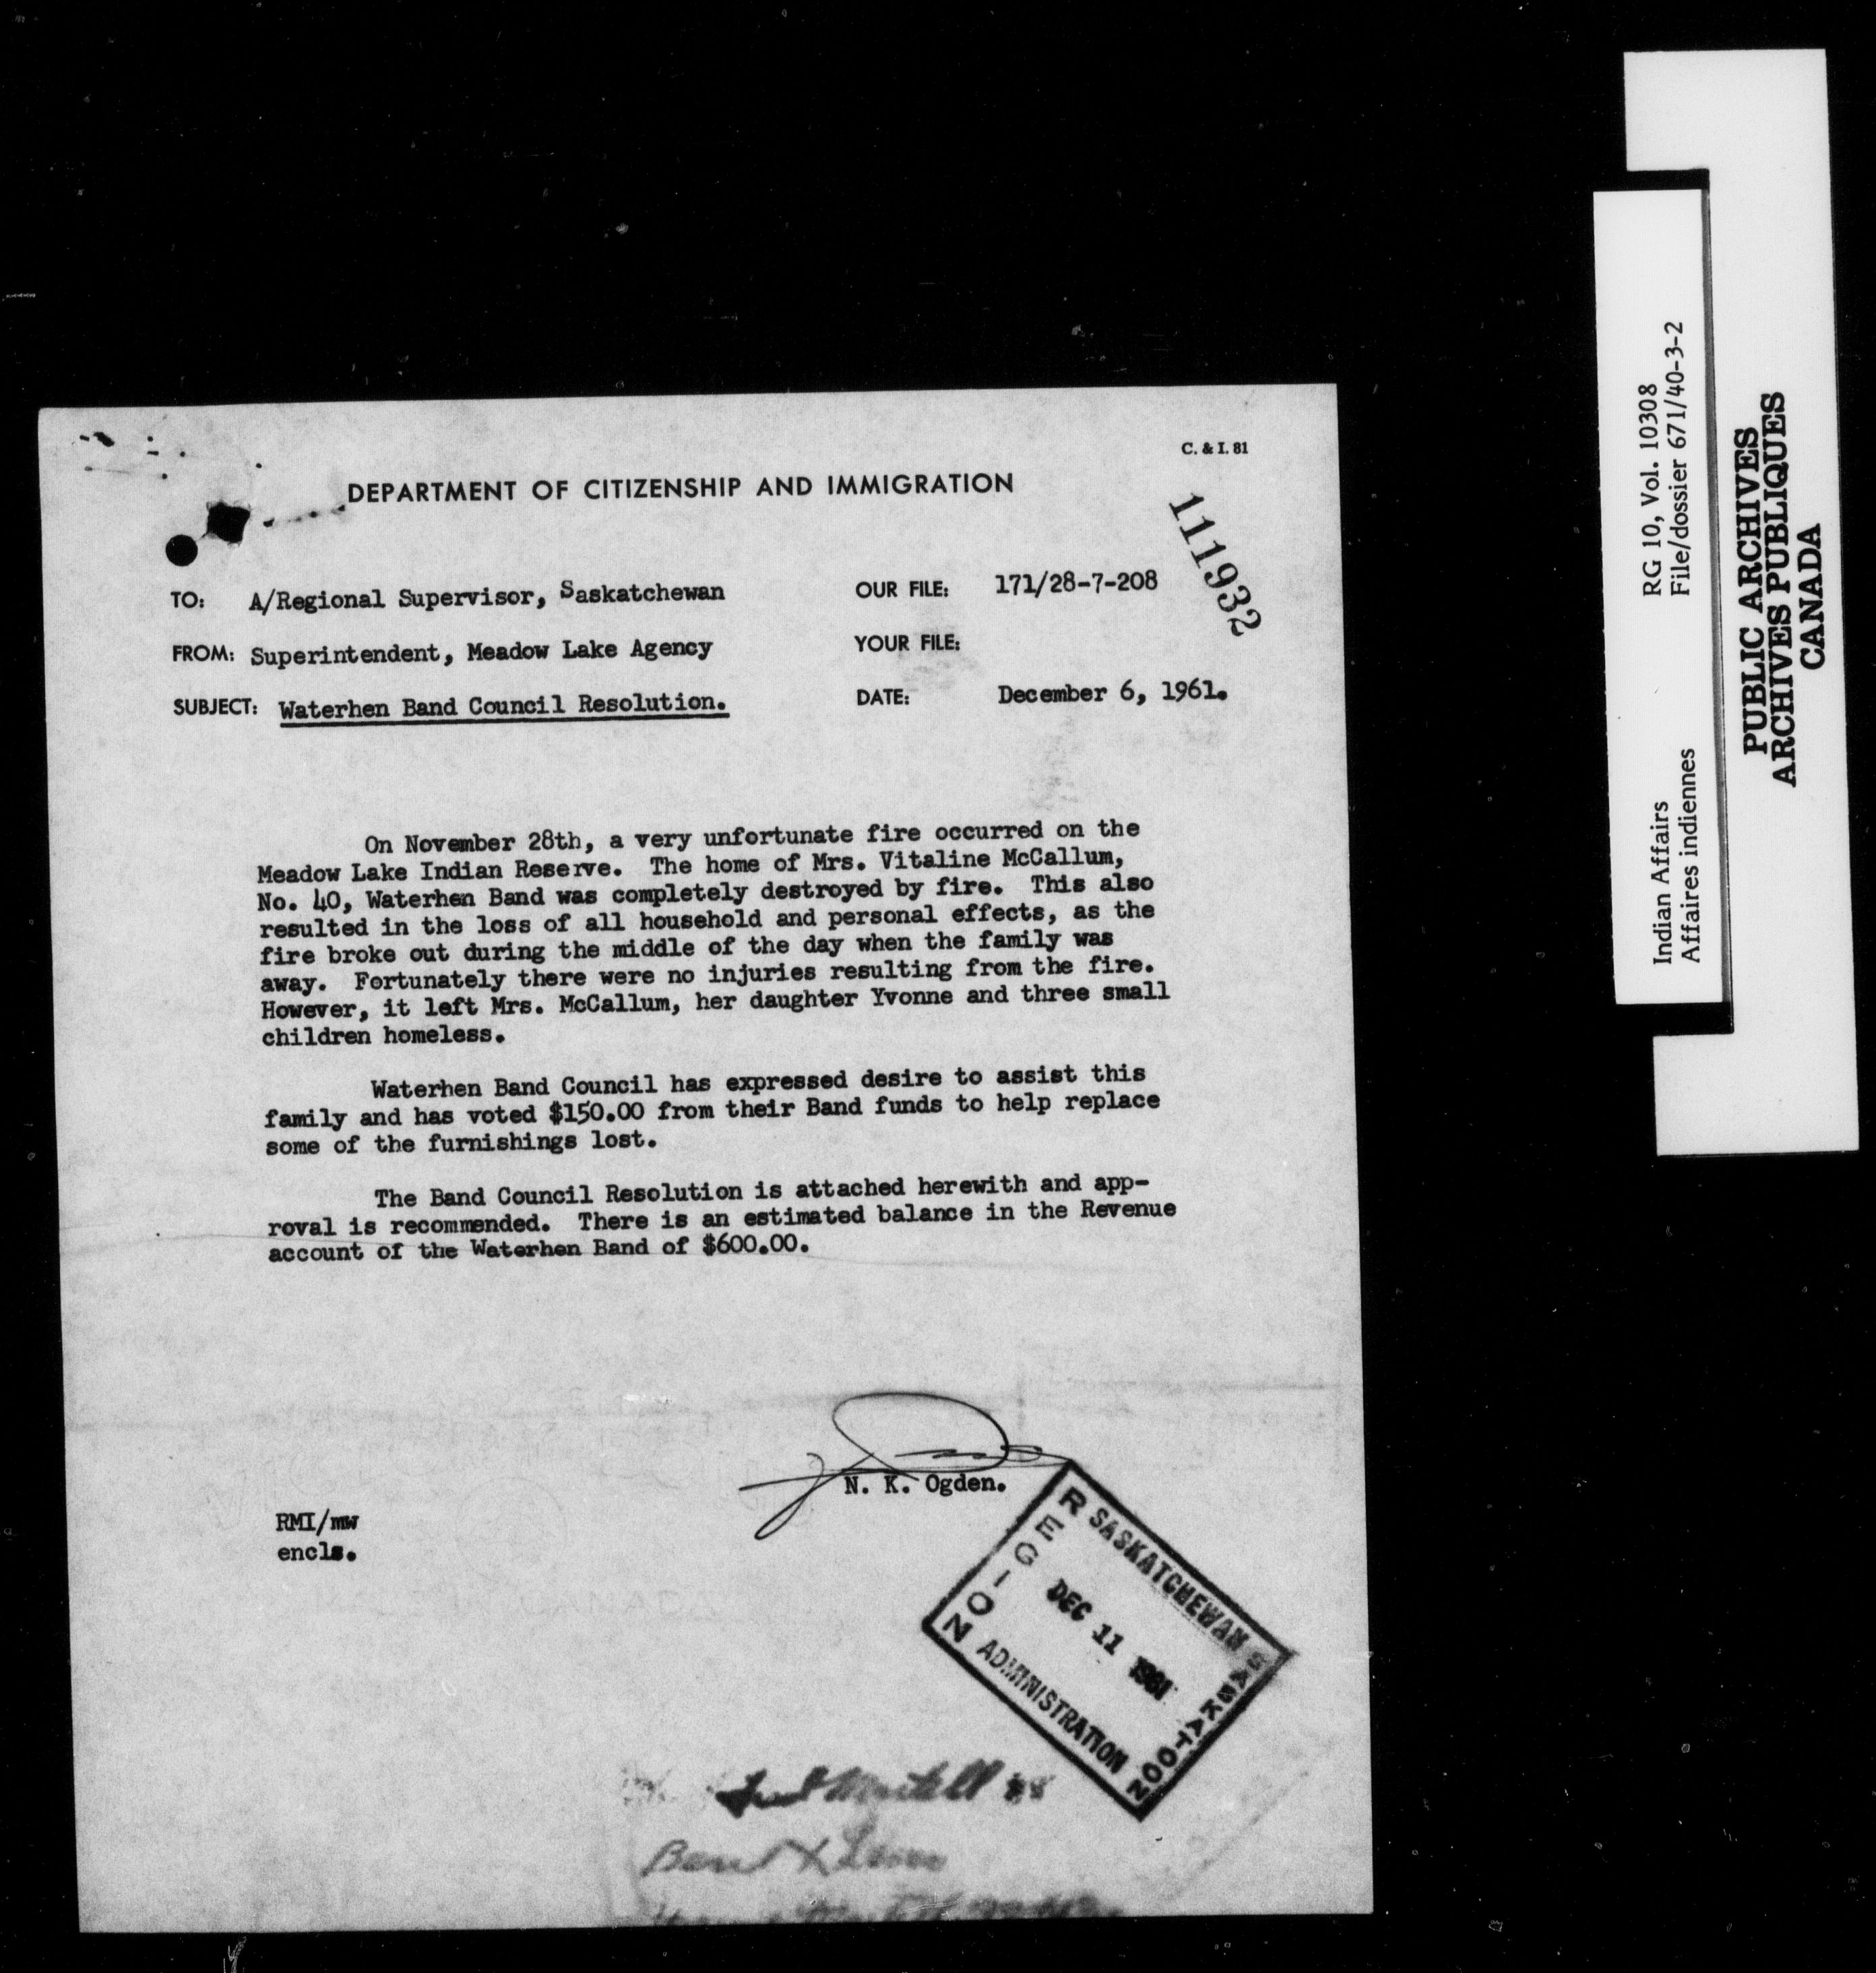 C. & I. 81
DEPARTMENT OF CITIZENSHIP AND IMMIGRATION
111932
TO: A/Regional Supervisor, Saskatchewan
OUR FILE: 171/28-7-208
FROM: Superintendent, Meadow Lake Agency
YOUR FILE:
SUBJECT: Waterhen Band Council Resolution.
DATE: December 6, 1961.
On November 28th, a very unfortunate fire occurred on the
Meadow Lake Indian Reserve. The home of Mrs. Vitaline McCallum,
No. 40, Waterhen Band was completely destroyed by fire. This also
resulted in the loss of all household and personal effects, as the
fire broke out during the middle of the day when the family was
away. Fortunately there were no injuries resulting from the fire.
However, it left Mrs. McCallum, her daughter Yvonne and three small
children homeless.
Waterhen Band Council has expressed desire to assist this
family and has voted $150.00 from their Band funds to help replace
some of the furnishings lost.
The Band Council Resolution is attached herewith and app-
roval is recommended. There is an estimated balance in the Revenue
account of the Waterhen Band of $600.00.
N. K. Ogden.
RMI/mw
encls.
REGION
SASKATCHEWAN
DEC 11 1961
ADMINISTRATION
SASKATOON
Indian Affairs
Affaires indiennes
RG 10, Vol. 10308
File/dossier 671/40-3-2
PUBLIC ARCHIVES
ARCHIVES PUBLIQUES
CANADA